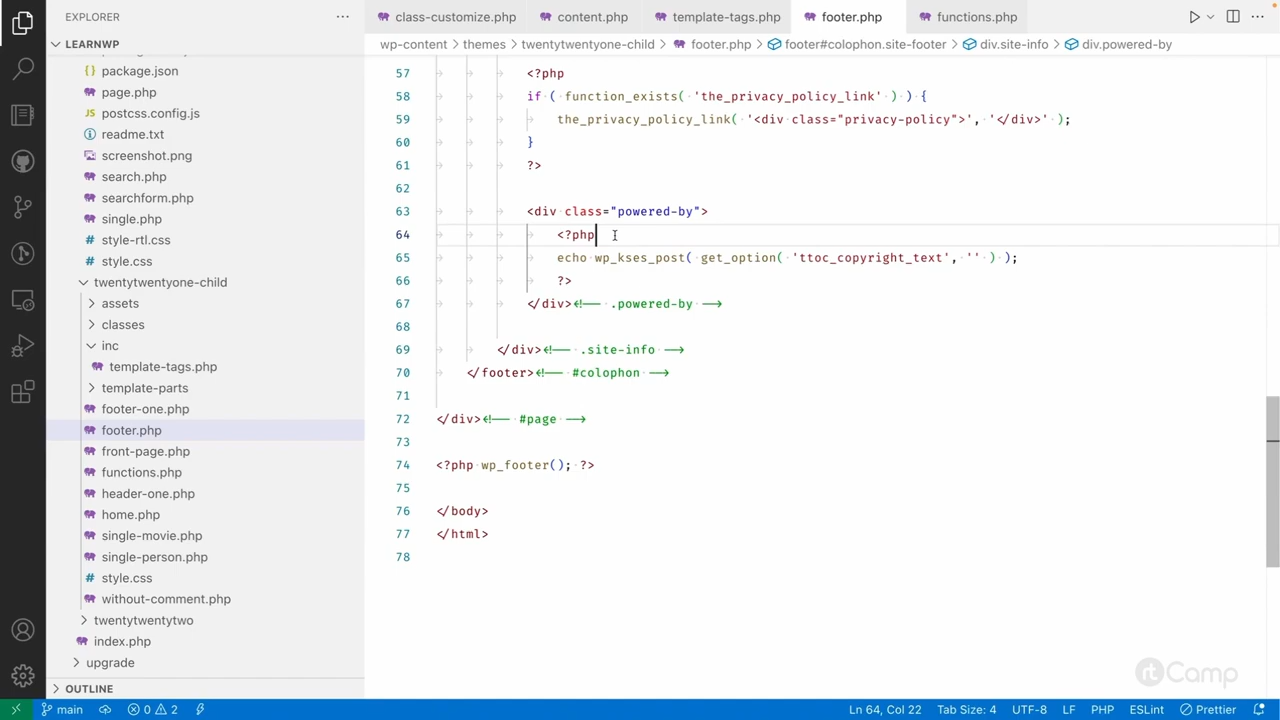 EXPLORER
LEARNWP
package.json
page.php
postcss.config.js
readme.txt
screenshot.png
search.php
searchform.php
single.php
style-rtl.css
style.css
twentytwentyone-child
assets
classes
inc
template-tags.php
template-parts
footer-one.php
footer.php
front-page.php
functions.php
header-one.php
home.php
single-movie.php
single-person.php
style.css
without-comment.php
twentytwentytwo
index.php
upgrade
OUTLINE
class-customize.php content.php template-tags.php footer.php functions.php
wp-content > themes > twentytwentyone-child > footer.php > footer#colophon.site-footer > div.site-info > div.powered-by
57 <?php
58 if ( function_exists( 'the_privacy_policy_link' ) ) {
59 the_privacy_policy_link( '<div class="privacy-policy">', '</div>' );
60 }
61 ?>
62
63 <div class="powered-by">
64 <?php
65 echo wp_kses_post( get_option( 'ttoc_copyright_text', '' ) );
66 ?>
67 </div><!-- .powered-by -->
68
69 </div><!-- .site-info -->
70 </footer><!-- #colophon -->
71
72 </div><!-- #page -->
73
74 <?php wp_footer(); ?>
75
76 </body>
77 </html>
78
rtCamp
main 0 2 Ln 64, Col 22 Tab Size: 4 UTF-8 LF PHP ESLint Prettier